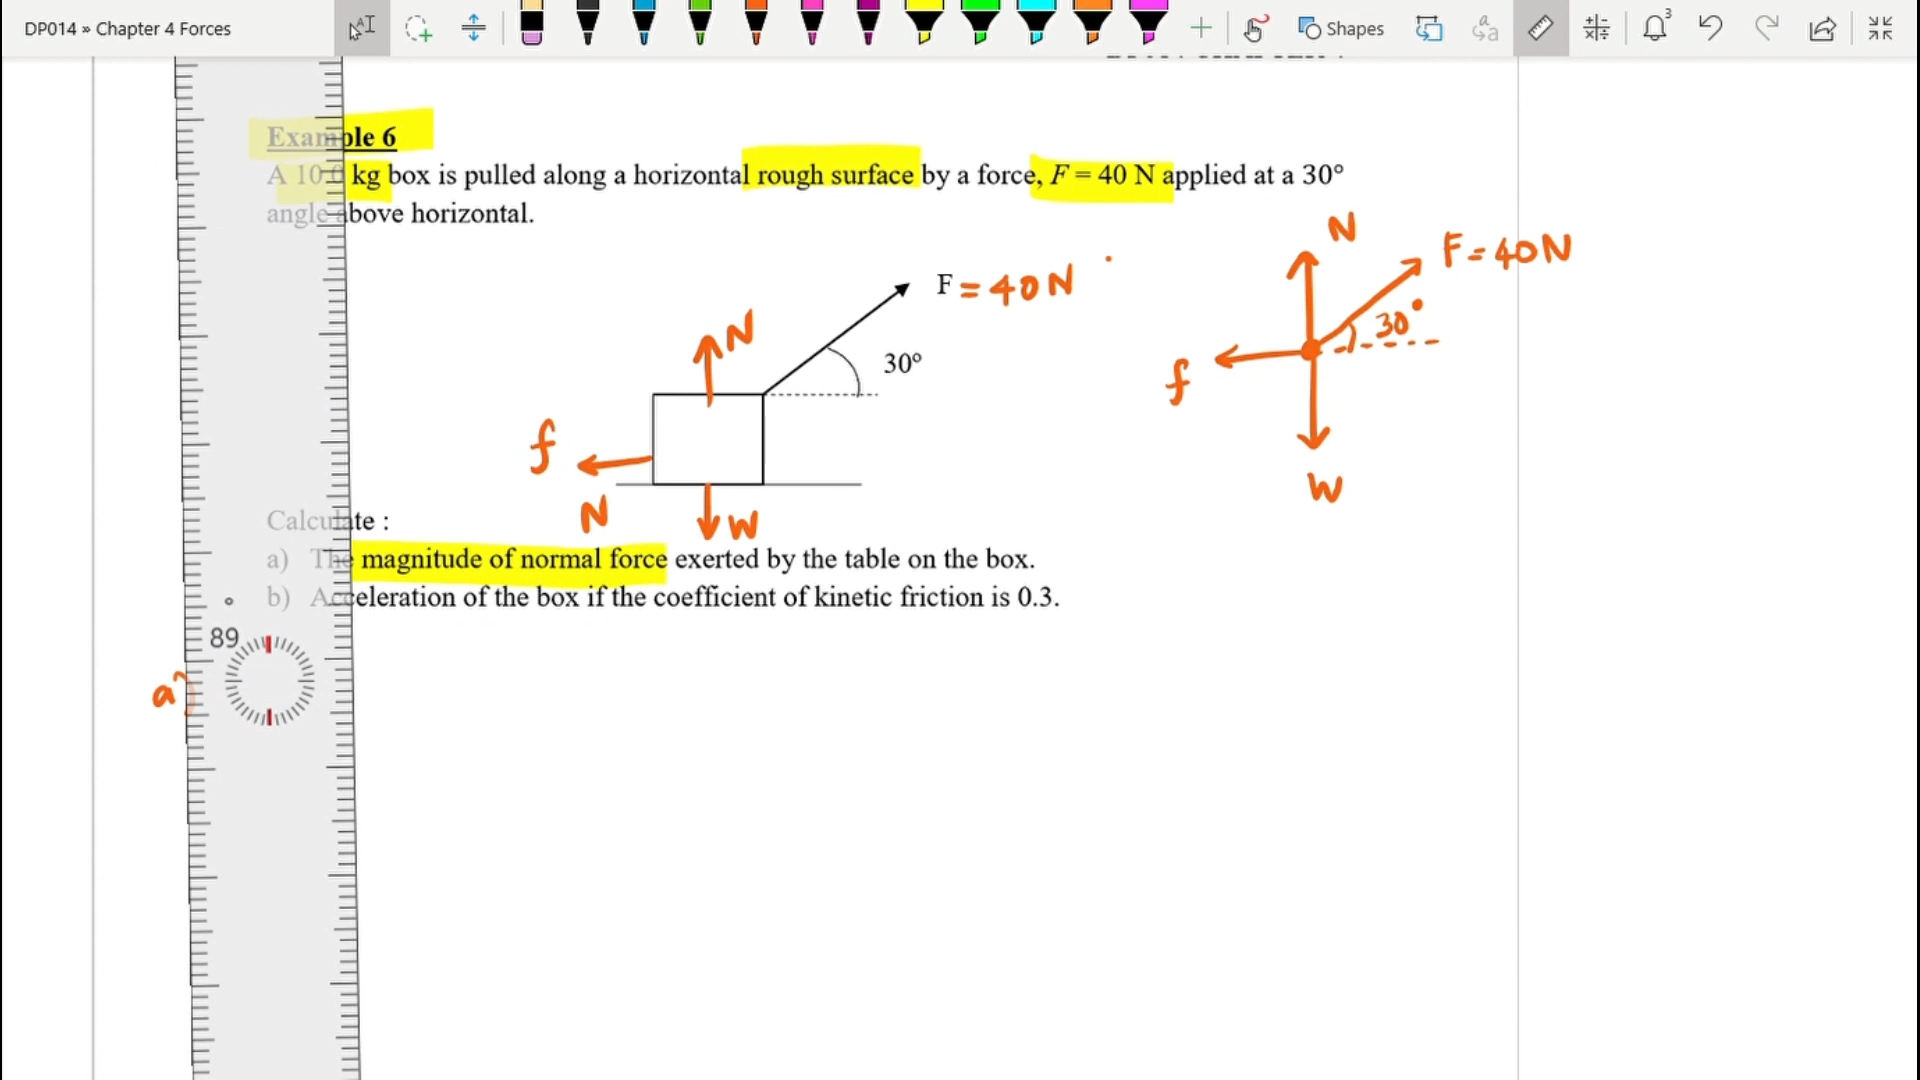 DP014 » Chapter 4 Forces
Shapes
3
Example 6
A 10.0 kg box is pulled along a horizontal rough surface by a force, F = 40 N applied at a 30°
angle above horizontal.
N
F = 40N
F = 40N
30°
N
30°
f
f
W
N
W
Calculate :
a) The magnitude of normal force exerted by the table on the box.
b) Acceleration of the box if the coefficient of kinetic friction is 0.3.
89
a)